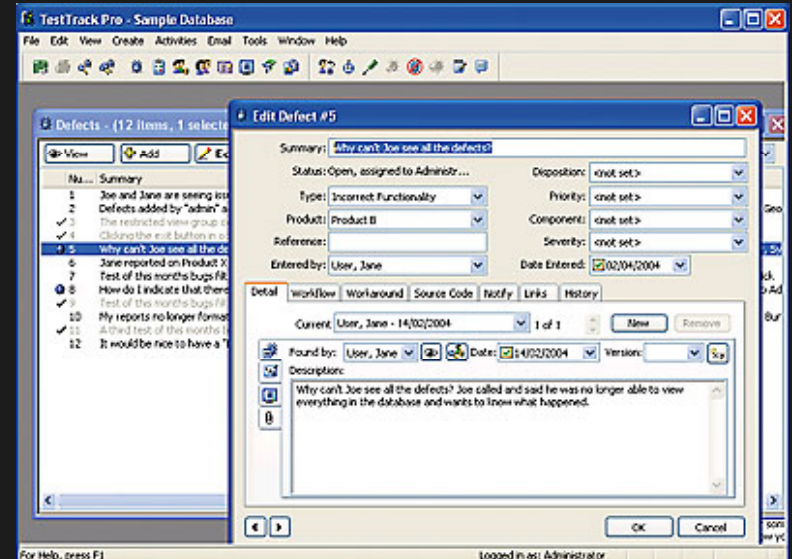 TestTrack Pro - Sample Database
File Edit View Create Activities Email Tools Window Help
Defects - (12 items, 1 selecte
View Add
Nu... Summary
1 Joe and Jane are seeing iss
2 Defects added by "admin" a
3 The restricted view group
4 Clicking the exit button in
5 Why can't Joe see all the de
6 Jane reported on Product X
7 Test of this months bugs fil
8 How do I indicate that there
9 Test of this months bugs
10 My reports no longer format
11 A third test of this months
12 It would be nice to have a
Edit Defect #5
Summary: Why can't Joe see all the defects?
Status: Open, assigned to Administr... Disposition: <not set>
Type: Incorrect Functionality Priority: <not set>
Product: Product B Component: <not set>
Reference: Severity: <not set>
Entered by: User, Jane Date Entered: 02/04/2004
Detail Workflow Workaround Source Code Notify Links History
Current User, Jane - 14/02/2004 1 of 1 New Remove
Found by: User, Jane Date: 14/02/2004 Version:
Description:
Why can't Joe see all the defects? Joe called and said he was no longer able to view
everything in the database and wants to know what happened.
OK Cancel
For Help, press F1 Logged in as: Administrator